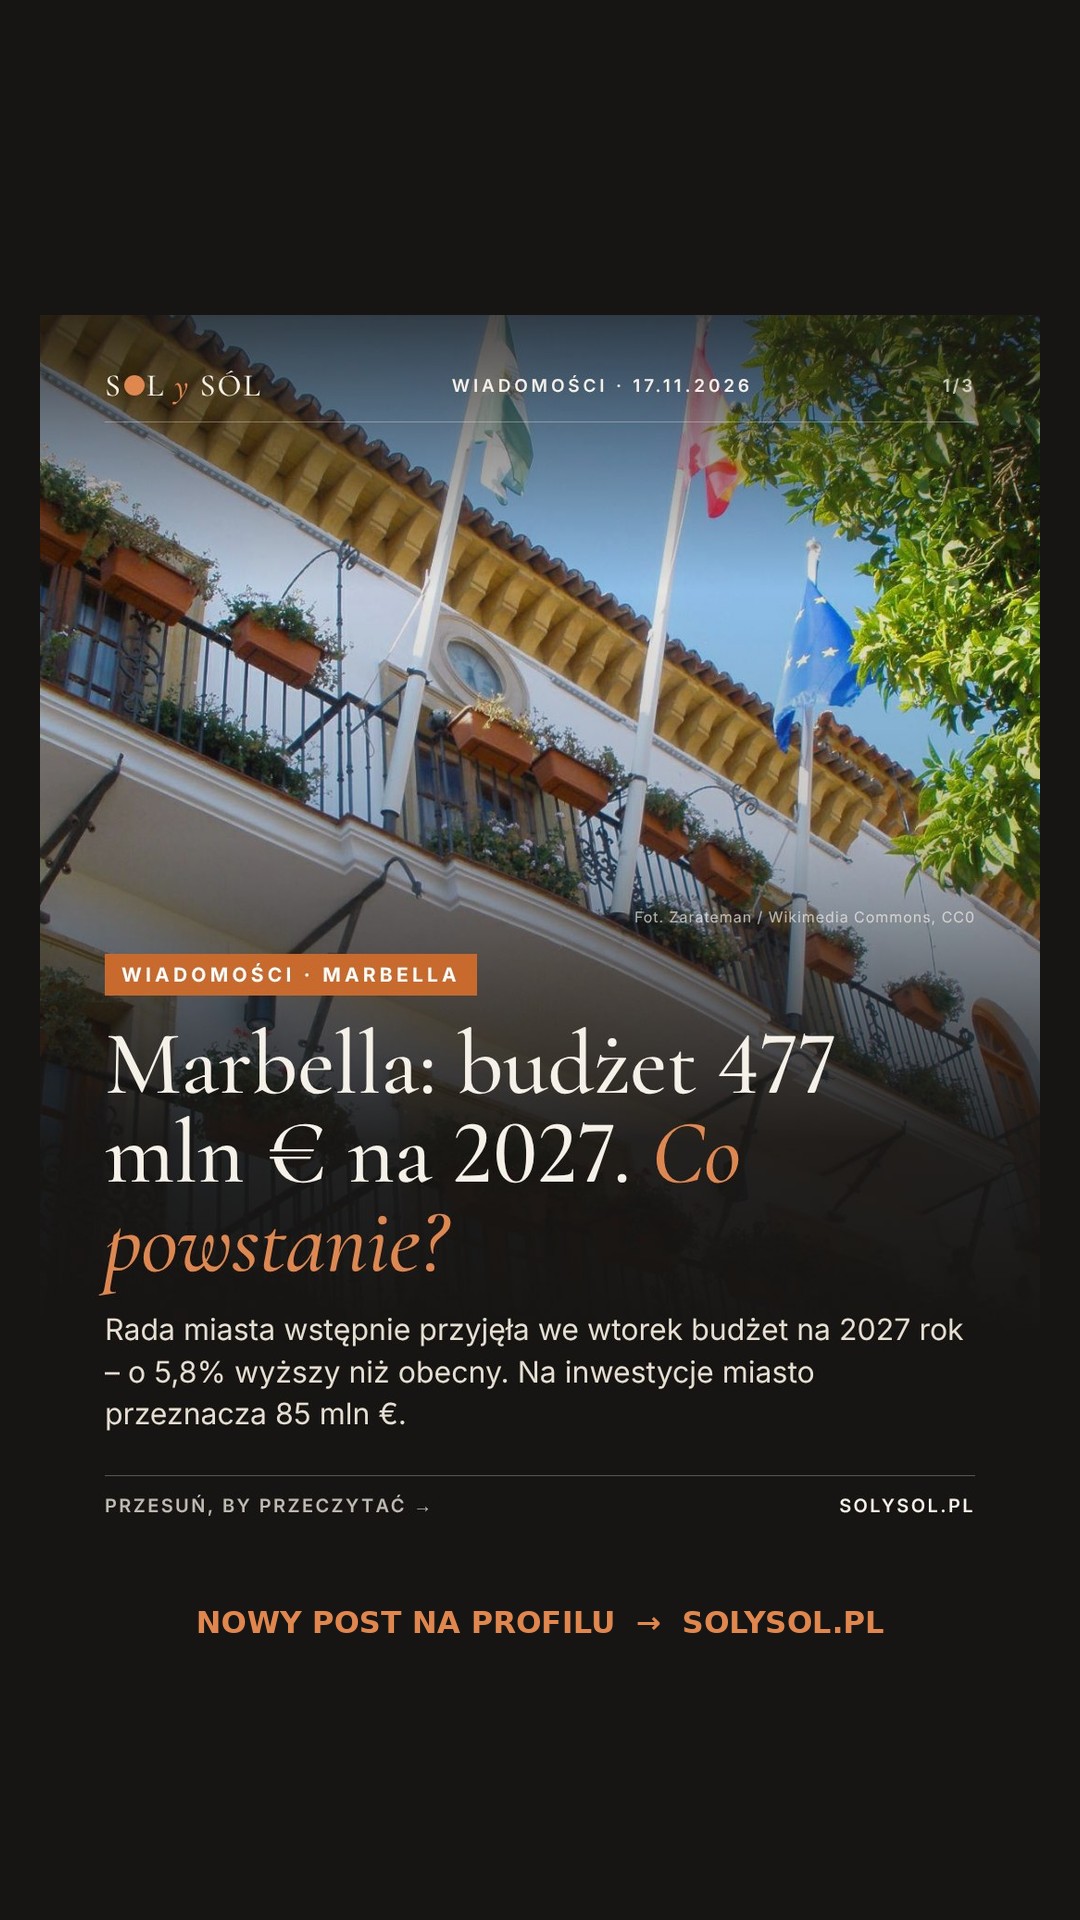 SOL y SÓL
WIADOMOŚCI · 17.11.2026
1/3
Fot. Zarateman / Wikimedia Commons, CC0
WIADOMOŚCI · MARBELLA
Marbella: budżet 477
mln € na 2027. Co
powstanie?
Rada miasta wstępnie przyjęła we wtorek budżet na 2027 rok
– o 5,8% wyższy niż obecny. Na inwestycje miasto
przeznacza 85 mln €.
PRZESUŃ, BY PRZECZYTAĆ →
SOLYSOL.PL
NOWY POST NA PROFILU → SOLYSOL.PL